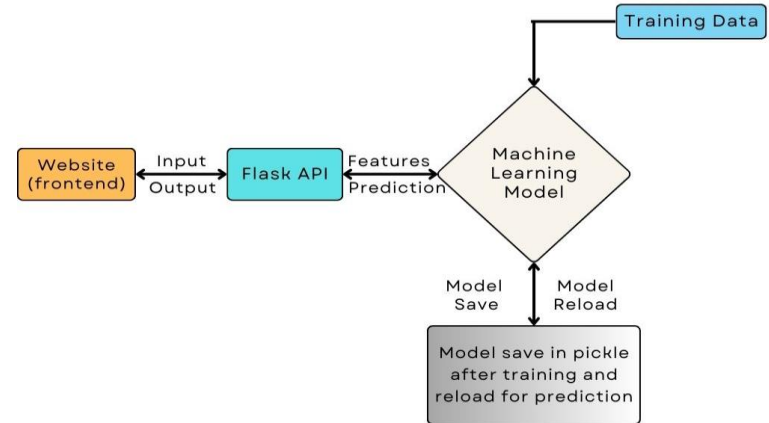 Training Data
Website
(frontend)
Input
Output
Flask API
Features
Prediction
Machine
Learning
Model
Model
Save
Model
Reload
Model save in pickle
after training and
reload for prediction